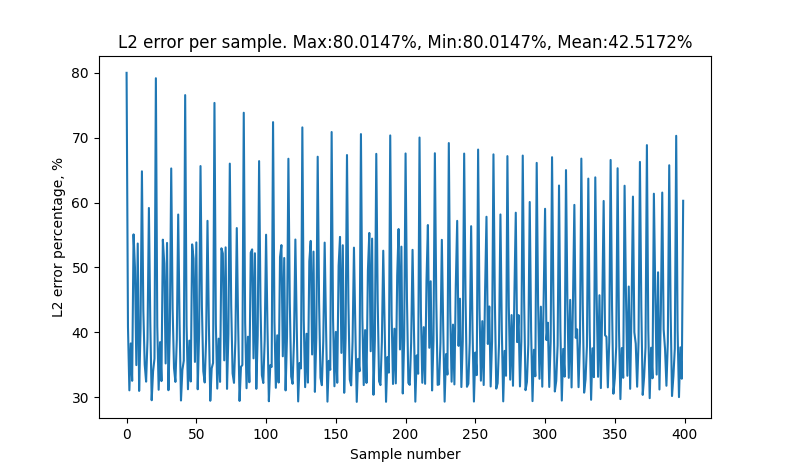 L2 error per sample. Max:80.0147%, Min:80.0147%, Mean:42.5172%
80
70
60
50
40
30
L2 error percentage, %
0 50 100 150 200 250 300 350 400
Sample number